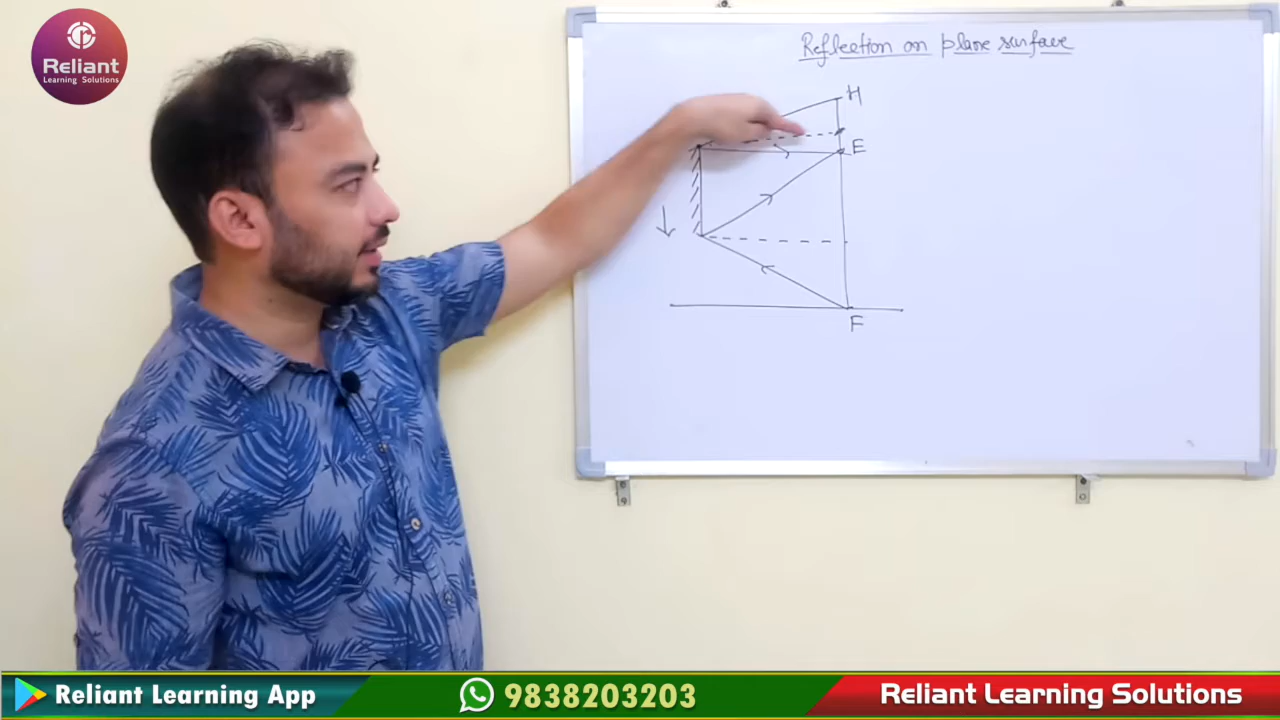 Reliant
Learning Solutions
Reflection on plane surface
H
E
F
Reliant Learning App
9838203203
Reliant Learning Solutions